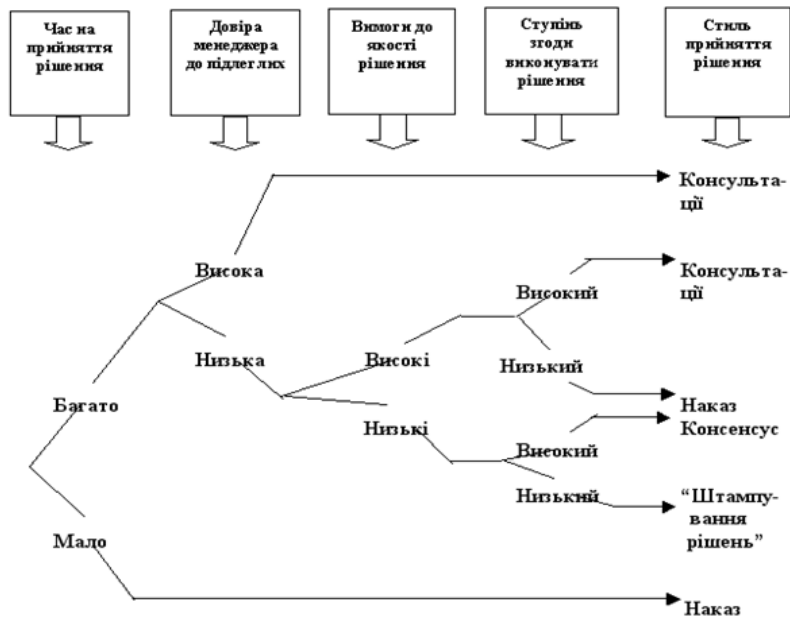 Час на
прийняття
рішення
Довіра
менеджера
до підлеглих
Вимоги до
якості
рішення
Ступінь
згоди
виконувати
рішення
Стиль
прийняття
рішення
Консульта-
ції
Висока
Консульта-
ції
Високий
Низька
Високі
Низький
Багато
Наказ
Низькі
Консенсус
Високий
Низький
“Штампу-
вання
рішень”
Мало
Наказ